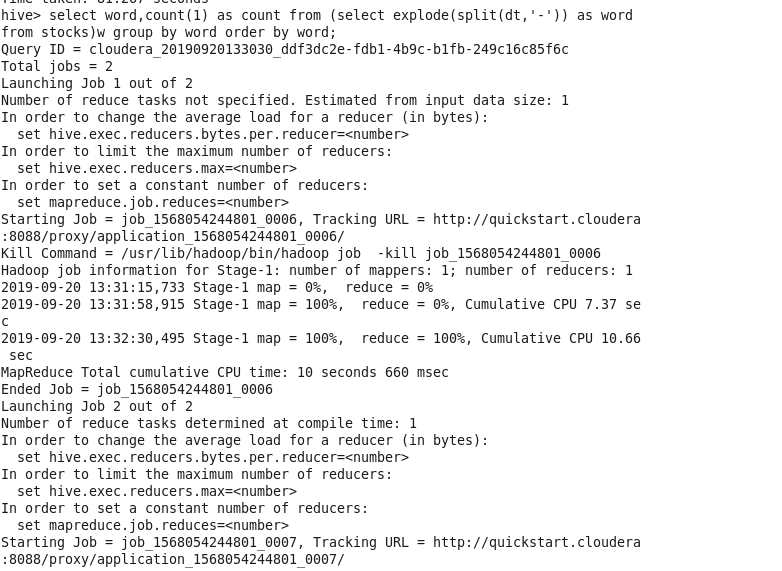 Time taken: 81.267 seconds
hive> select word,count(1) as count from (select explode(split(dt,'-')) as word
from stocks)w group by word order by word;
Query ID = cloudera_20190920133030_ddf3dc2e-fdb1-4b9c-b1fb-249c16c85f6c
Total jobs = 2
Launching Job 1 out of 2
Number of reduce tasks not specified. Estimated from input data size: 1
In order to change the average load for a reducer (in bytes):
  set hive.exec.reducers.bytes.per.reducer=<number>
In order to limit the maximum number of reducers:
  set hive.exec.reducers.max=<number>
In order to set a constant number of reducers:
  set mapreduce.job.reduces=<number>
Starting Job = job_1568054244801_0006, Tracking URL = http://quickstart.cloudera
:8088/proxy/application_1568054244801_0006/
Kill Command = /usr/lib/hadoop/bin/hadoop job  -kill job_1568054244801_0006
Hadoop job information for Stage-1: number of mappers: 1; number of reducers: 1
2019-09-20 13:31:15,733 Stage-1 map = 0%,  reduce = 0%
2019-09-20 13:31:58,915 Stage-1 map = 100%,  reduce = 0%, Cumulative CPU 7.37 se
c
2019-09-20 13:32:30,495 Stage-1 map = 100%,  reduce = 100%, Cumulative CPU 10.66
 sec
MapReduce Total cumulative CPU time: 10 seconds 660 msec
Ended Job = job_1568054244801_0006
Launching Job 2 out of 2
Number of reduce tasks determined at compile time: 1
In order to change the average load for a reducer (in bytes):
  set hive.exec.reducers.bytes.per.reducer=<number>
In order to limit the maximum number of reducers:
  set hive.exec.reducers.max=<number>
In order to set a constant number of reducers:
  set mapreduce.job.reduces=<number>
Starting Job = job_1568054244801_0007, Tracking URL = http://quickstart.cloudera
:8088/proxy/application_1568054244801_0007/